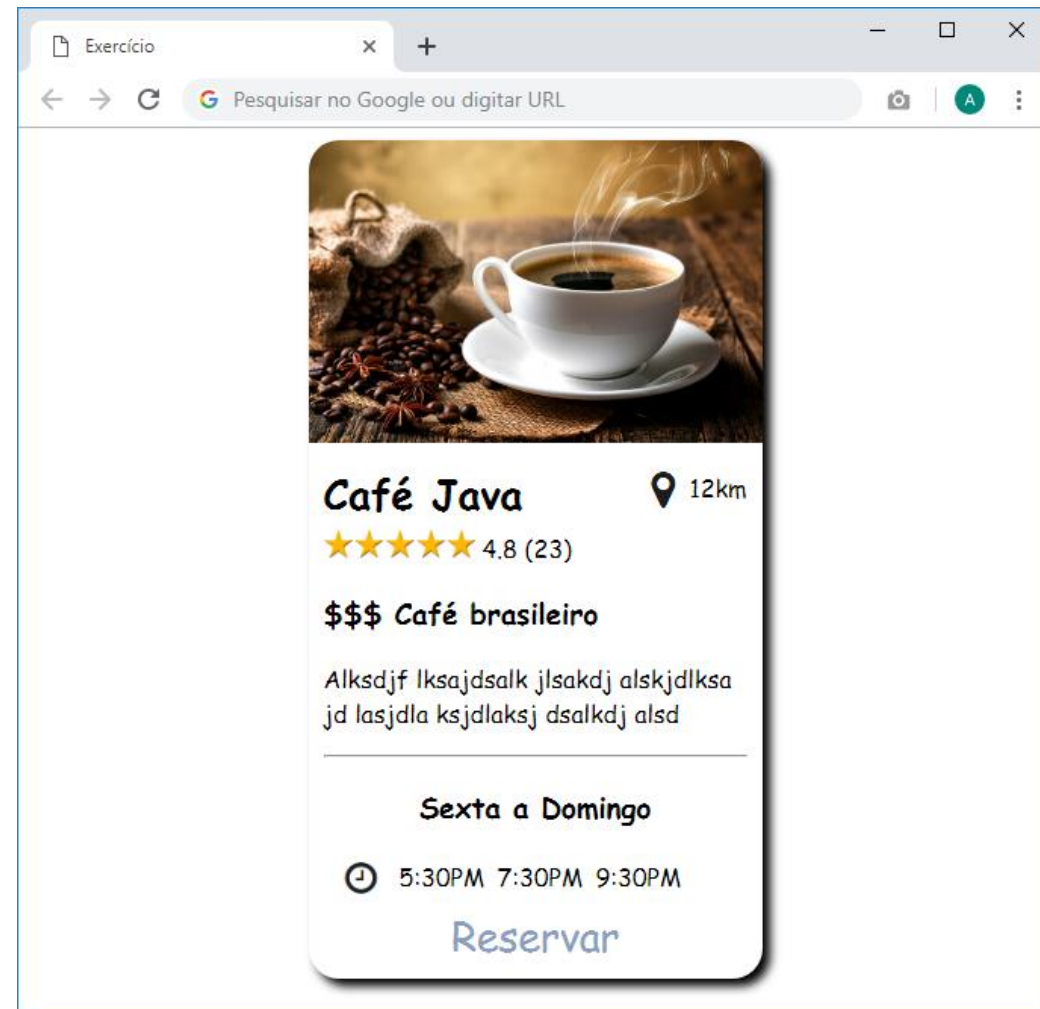 Exercício
G Pesquisar no Google ou digitar URL
A
Café Java
12km
4.8 (23)
$$$ Café brasileiro
Alksdjf lksajdsalk jlsakdj alskjdlksa
jd lasjdla ksjdlaksj dsalkdj alsd
Sexta a Domingo
5:30PM 7:30PM 9:30PM
Reservar